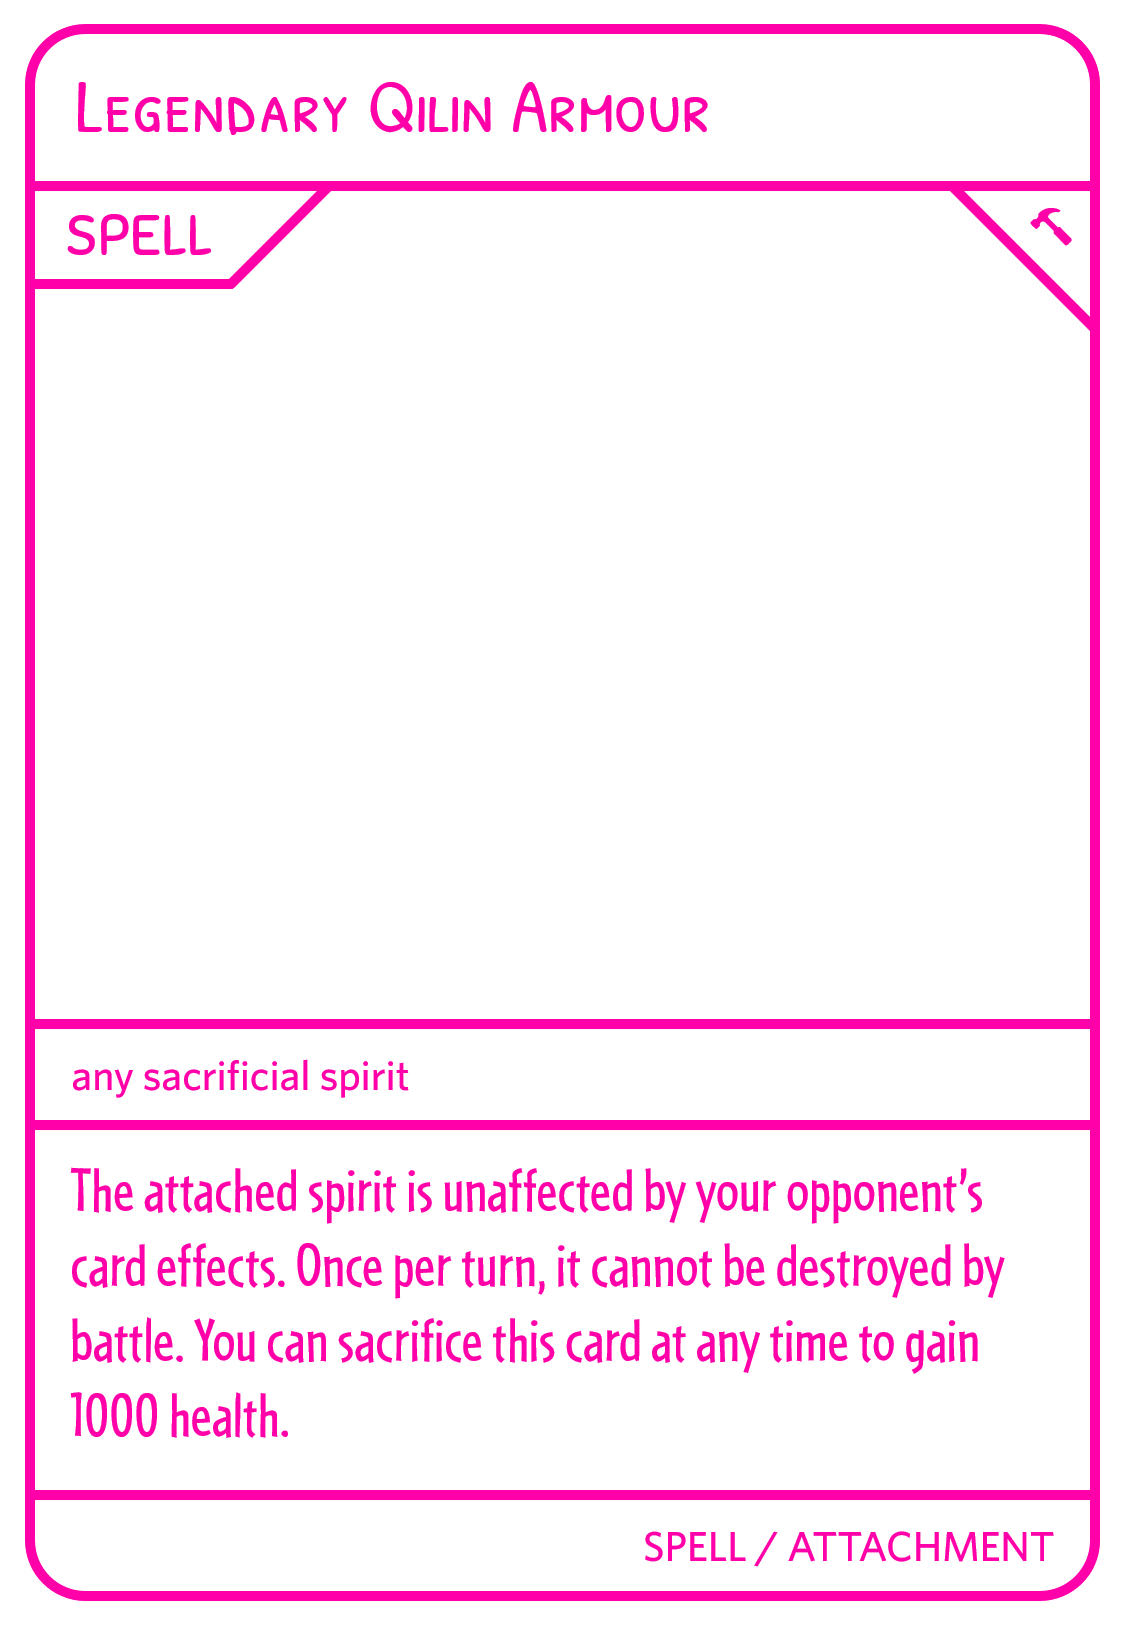 Legendary Qilin Armour
SPELL
any sacrificial spirit
The attached spirit is unaffected by your opponent’s
card effects. Once per turn, it cannot be destroyed by
battle. You can sacrifice this card at any time to gain
1000 health.
SPELL / ATTACHMENT